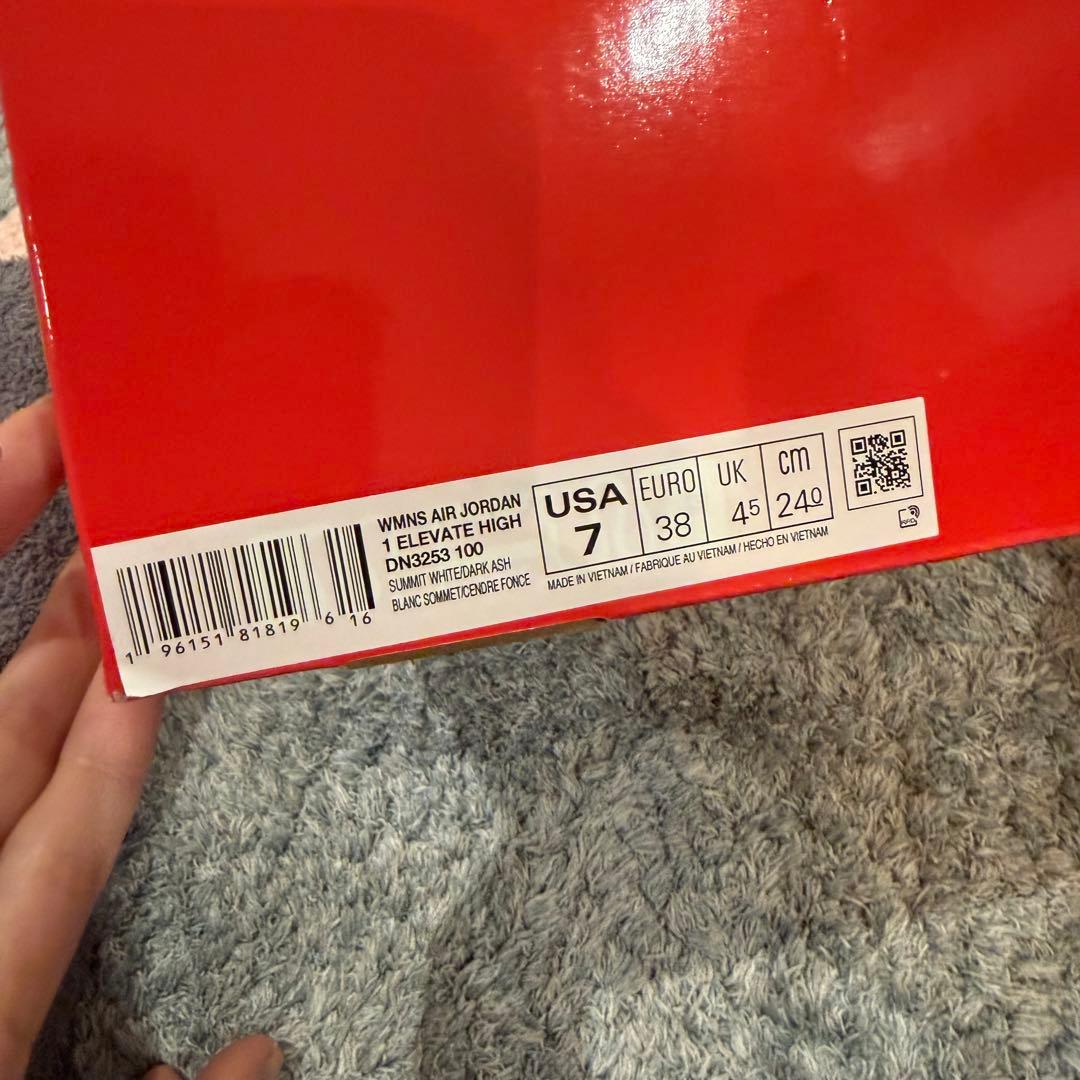 WMNS AIR JORDAN
1 ELEVATE HIGH
DN3253 100
SUMMIT WHITE/DARK ASH
BLANC SOMMET/CENDRE FONCE
1 96151 81819 6 16
USA
7
EURO
38
UK
4.5
cm
24.0
MADE IN VIETNAM / FABRIQUE AU VIETNAM / HECHO EN VIETNAM
RFID